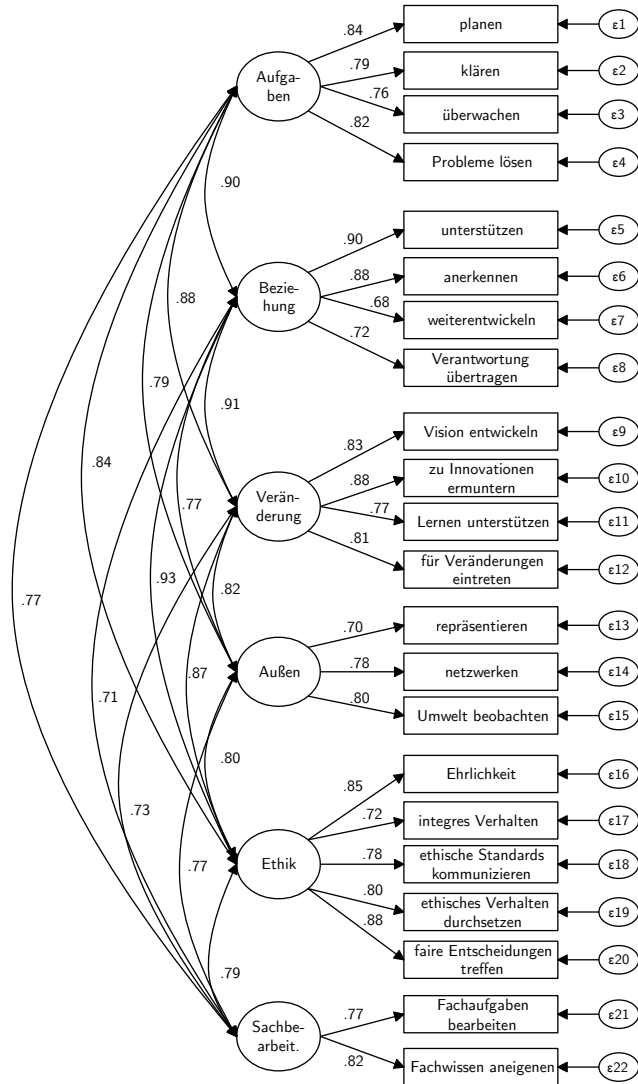 .84
planen
ε1
Aufga-
ben
.79
klären
ε2
.76
überwachen
ε3
.82
Probleme lösen
ε4
.90
.90
unterstützen
ε5
Bezie-
hung
.88
anerkennen
ε6
.68
weiterentwickeln
ε7
.72
Verantwortung
übertragen
ε8
.88
.79
.91
.83
Vision entwickeln
ε9
.84
.77
Verän-
derung
.88
zu Innovationen
ermuntern
ε10
.77
Lernen unterstützen
ε11
.81
für Veränderungen
eintreten
ε12
.93
.82
.77
.70
repräsentieren
ε13
.87
Außen
.78
netzwerken
ε14
.80
Umwelt beobachten
ε15
.71
.80
.85
Ehrlichkeit
ε16
.73
.72
integres Verhalten
ε17
.77
Ethik
.78
ethische Standards
kommunizieren
ε18
.80
ethisches Verhalten
durchsetzen
ε19
.88
faire Entscheidungen
treffen
ε20
.79
.77
Fachaufgaben
bearbeiten
ε21
Sachbe-
arbeit.
.82
Fachwissen aneigenen
ε22